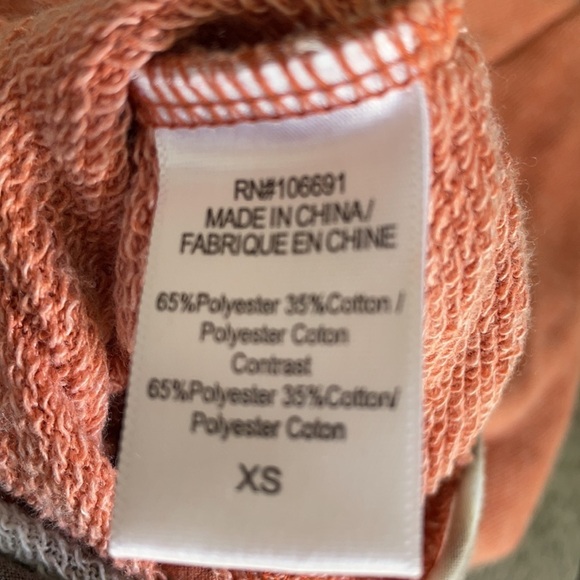 RN#106691
MADE IN CHINA/
FABRIQUE EN CHINE
65%Polyester 35%Cotton /
Polyester Coton
Contrast
65%Polyester 35%Cotton/
Polyester Coton
XS